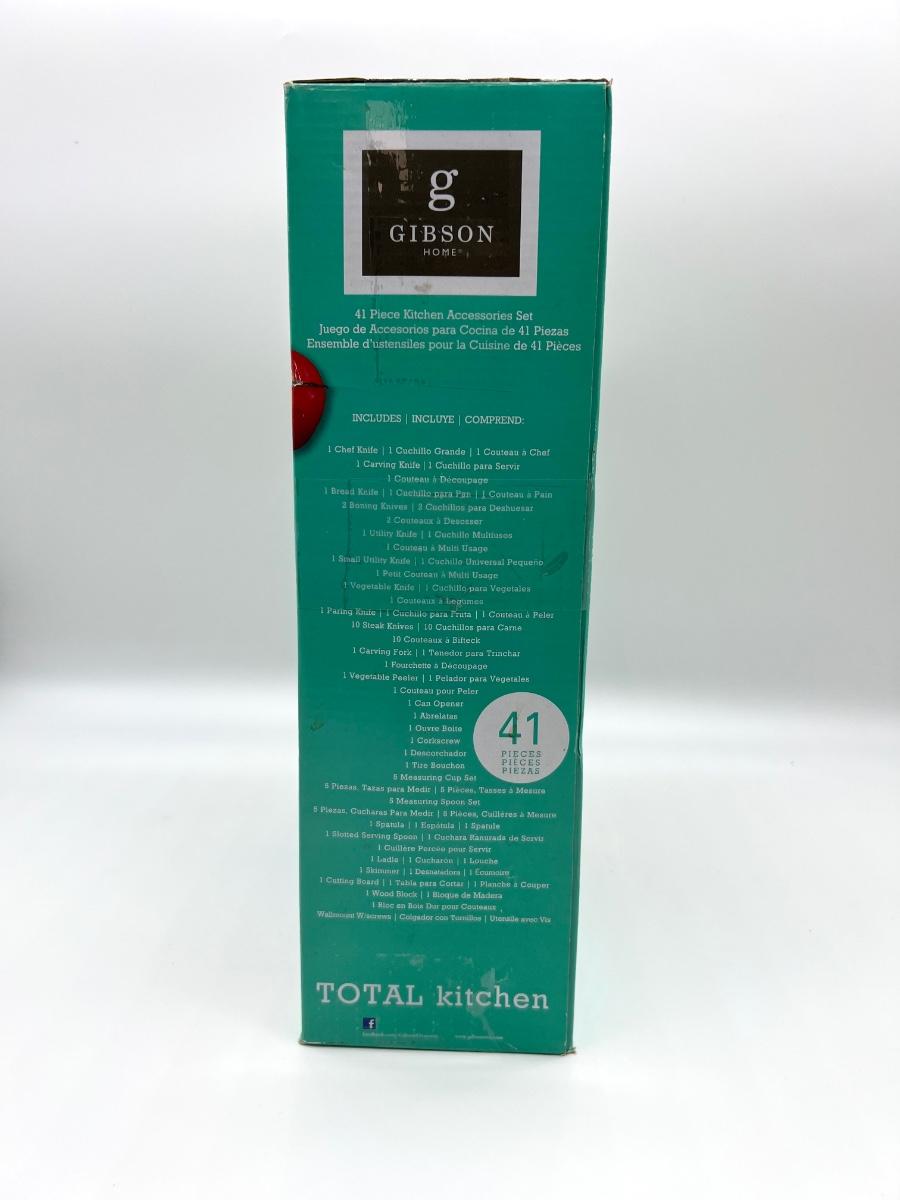 g
GIBSON
HOME®
41 Piece Kitchen Accessories Set
Juego de Accesorios para Cocina de 41 Piezas
Ensemble d'ustensiles pour la Cuisine de 41 Pièces
INCLUDES | INCLUYE | COMPREND:
1 Chef Knife | 1 Cuchillo Grande | 1 Couteau à Chef
1 Carving Knife | 1 Cuchillo para Servir
1 Couteau à Découpage
1 Bread Knife | 1 Cuchillo para Pan | 1 Couteau à Pain
2 Boning Knives | 2 Cuchillos para Deshuesar
2 Couteaux à Desosser
1 Utility Knife | 1 Cuchillo Multiusos
1 Couteau à Multi Usage
1 Small Utility Knife | 1 Cuchillo Universal Pequeño
1 Petit Couteau à Multi Usage
1 Vegetable Knife | 1 Cuchillo para Vegetales
1 Couteaux à Legumes
1 Paring Knife | 1 Cuchillo para Fruta | 1 Couteau à Peler
10 Steak Knives | 10 Cuchillos para Carne
10 Couteaux à Bifteck
1 Carving Fork | 1 Tenedor para Trinchar
1 Fourchette à Découpage
1 Vegetable Peeler | 1 Pelador para Vegetales
1 Couteau pour Peler
1 Can Opener
1 Abrelatas
1 Ouvre Boite
1 Corkscrew
1 Descorchador
1 Tire Bouchon
41
PIECES
PIÈCES
PIEZAS
5 Measuring Cup Set
5 Piezas, Tazas para Medir | 5 Pièces, Tasses à Mesure
5 Measuring Spoon Set
5 Piezas, Cucharas Para Medir | 5 Pièces, Cuillères à Mesure
1 Spatula | 1 Espátula | 1 Spatule
1 Slotted Serving Spoon | 1 Cuchara Ranurada de Servir
1 Cuillère Percée pour Servir
1 Ladle | 1 Cucharón | 1 Louche
1 Skimmer | 1 Desnatadora | 1 Écumoire
1 Cutting Board | 1 Tabla para Cortar | 1 Planche à Couper
1 Wood Block | 1 Bloque de Madera
1 Bloc en Bois Dur pour Couteaux
Wallmount W/screws | Colgador con Tornillos | Utensile avec Vis
TOTAL kitchen
f